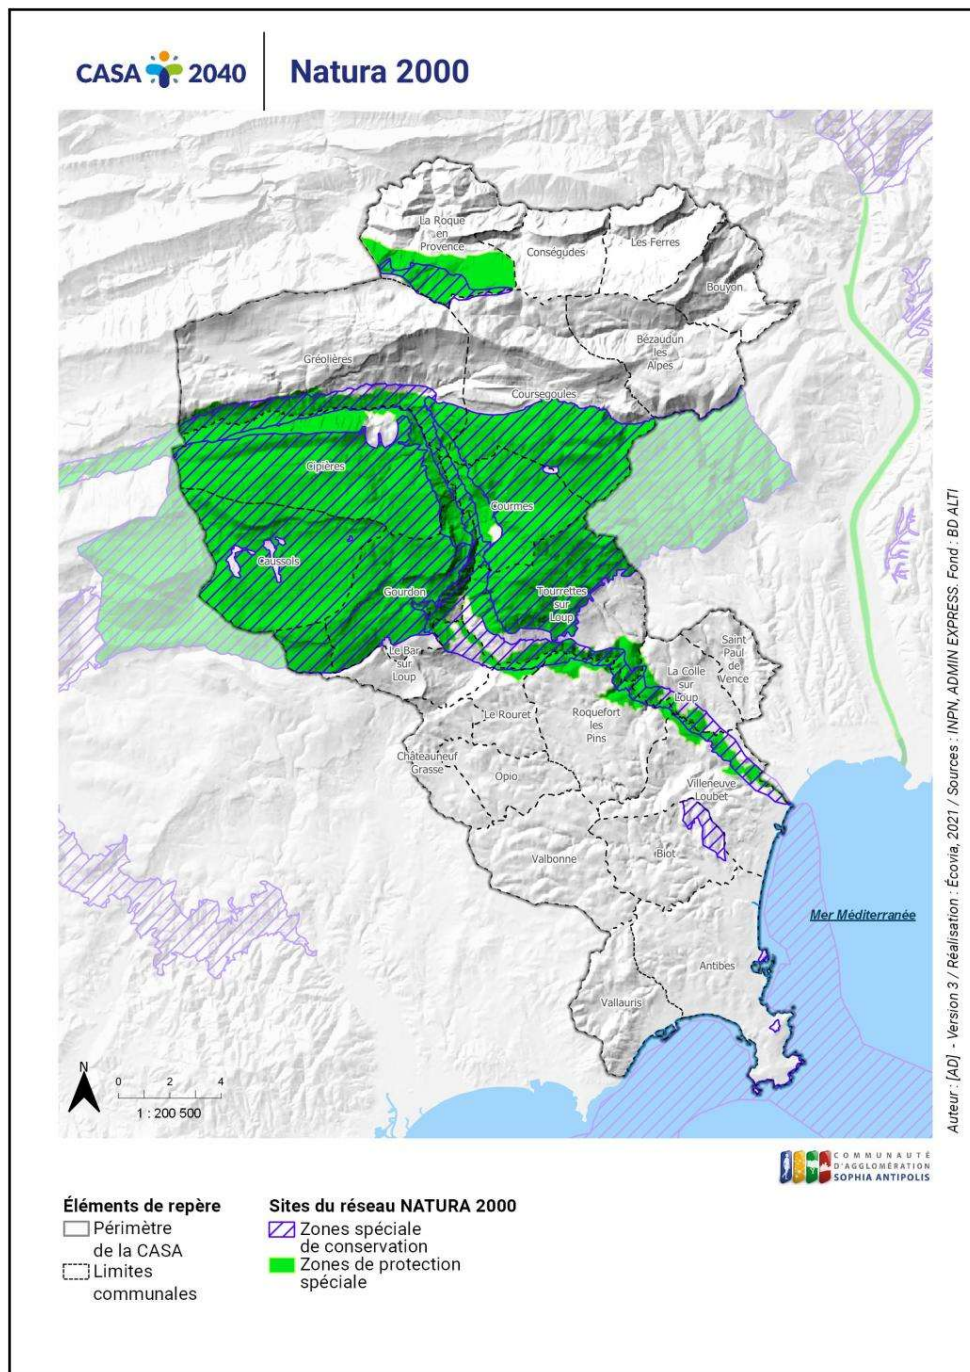 CASA 2040
Natura 2000
La Roque
en
Provence
Conségudes
Les Ferres
Bouyon
Bézaudun
les
Alpes
Gréolières
Coursegoules
Cipières
Courmes
Caussols
Gourdon
Tourrettes
sur
Loup
Le Bar
sur
Loup
Saint
Paul
de
Vence
La Colle
sur
Loup
Le Rouret
Roquefort
les
Pins
Châteauneuf
Grasse
Opio
Villeneuve
Loubet
Valbonne
Biot
Mer Méditerranée
Antibes
Vallauris
N
0 2 4
1 : 200 500
Auteur : [AD] - Version 3 / Réalisation : Écovia, 2021 / Sources : INPN, ADMIN EXPRESS. Fond : BD ALTI
COMMUNAUTÉ
D'AGGLOMÉRATION
SOPHIA ANTIPOLIS
Éléments de repère
Périmètre
de la CASA
Limites
communales
Sites du réseau NATURA 2000
Zones spéciale
de conservation
Zones de protection
spéciale